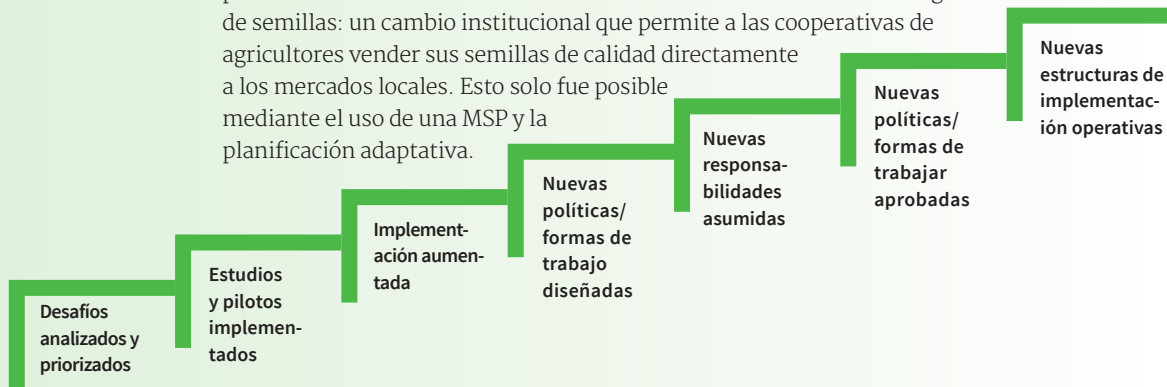 de semillas: un cambio institucional que permite a las cooperativas de
agricultores vender sus semillas de calidad directamente
a los mercados locales. Esto solo fue posible
mediante el uso de una MSP y la
planificación adaptativa.
Desafíos
analizados y
priorizados
Estudios
y pilotos
implemen-
tados
Implement-
ación aumen-
tada
Nuevas
políticas/
formas de
trabajo
diseñadas
Nuevas
responsa-
bilidades
asumidas
Nuevas
políticas/
formas de
trabajar
aprobadas
Nuevas
estructuras de
implementac-
ión operativas